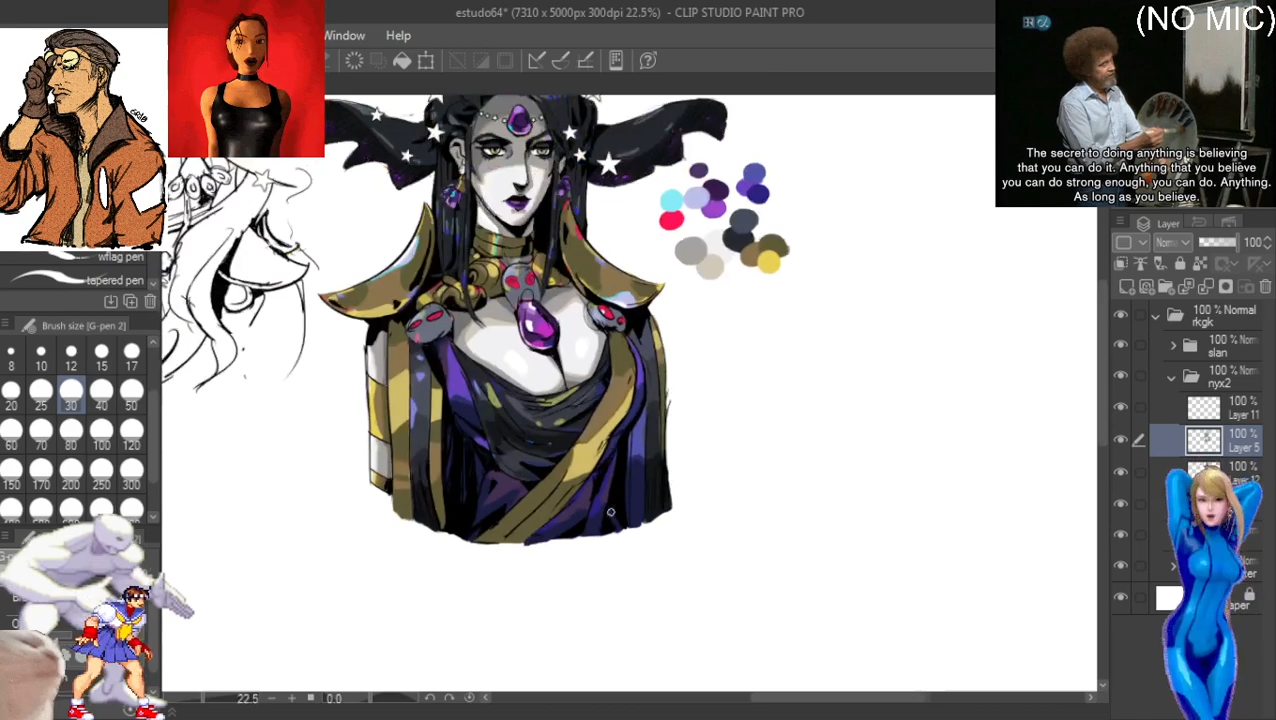 estudo64* (7310 x 5000px 300dpi 22.5%) - CLIP STUDIO PAINT PRO
(NO MIC)
Window Help
The secret to doing anything is believing
that you can do it. Anything that you believe
you can do strong enough, you can do. Anything.
As long as you believe.
wflag pen
tapered pen
Brush size [G-pen 2]
8 10 12 15 17
20 25 30 40 50
60 70 80 100 120
150 170 200 250 300
Layer
Norm 100
100 % Normal
rkgk
100 % Norm
slan
100 % Norm
nyx2
100 %
Layer 11
100 %
Layer 5
100 %
aper
22.5 0.0